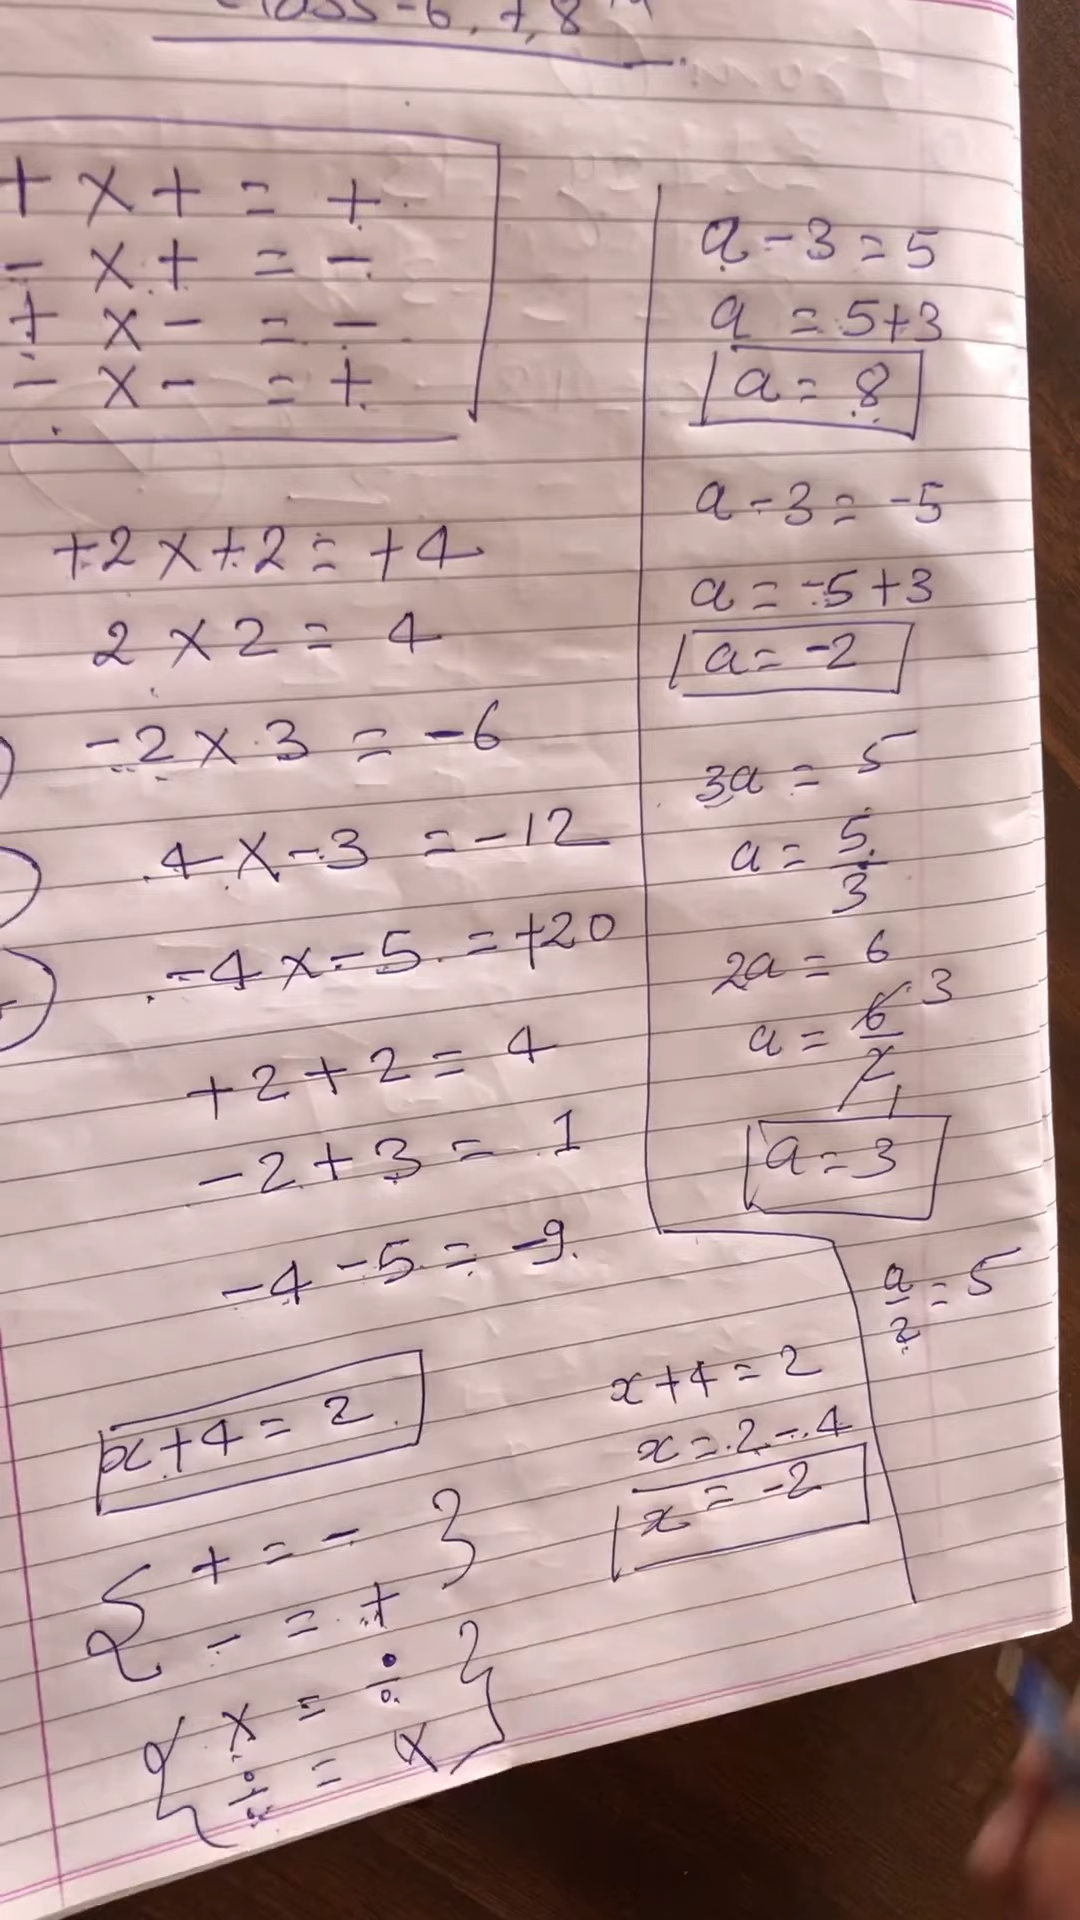 Class-6,7,8
+ x + = +
- x + = -
+ x - = -
- x - = +
+2 x +2 = +4
2 x 2 = 4
-2 x 3 = -6
4 x -3 = -12
-4 x -5 = +20
+2+2 = 4
-2+3 = 1
-4-5 = -9
x+4 = 2
{ + = - }
- = +
{ x = ÷ }
÷ = x
a-3=5
a = 5+3
a = 8
a-3 = -5
a = -5+3
a = -2
3a = 5
a = 5/3
2a = 6
a = 6/2 3 1
a = 3
a/2 = 5
x+4 = 2
x = 2-4
x = -2